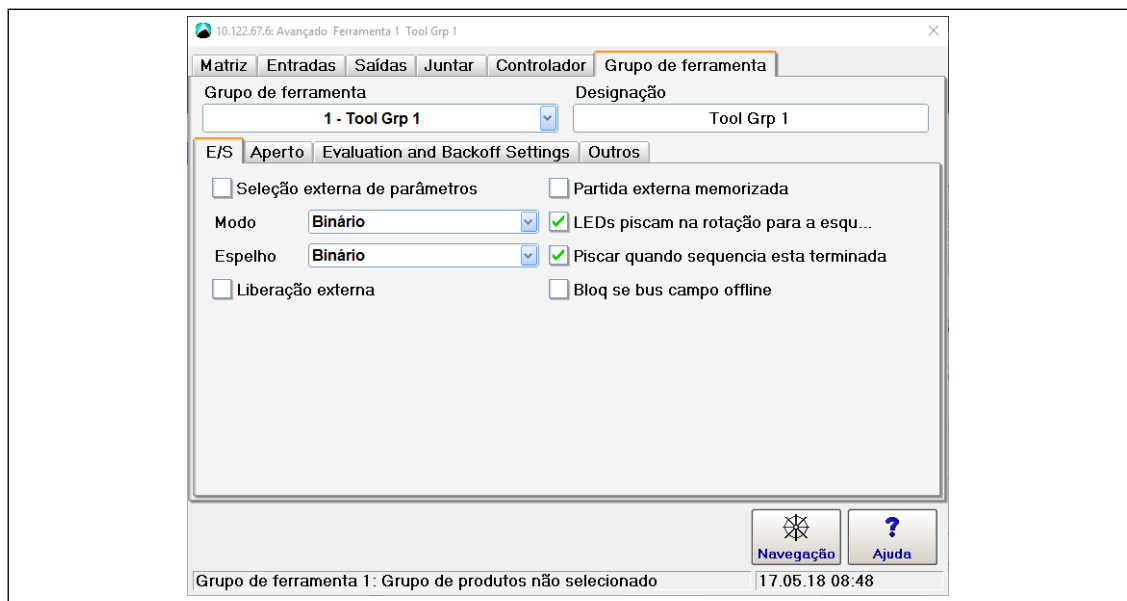 10.122.67.6: Avançado Ferramenta 1 Tool Grp 1
Matriz Entradas Saídas Juntar Controlador Grupo de ferramenta
Grupo de ferramenta Designação
1 - Tool Grp 1 Tool Grp 1
E/S Aperto Evaluation and Backoff Settings Outros
Seleção externa de parâmetros Partida externa memorizada
Modo Binário LEDs piscam na rotação para a esqu...
Espelho Binário Piscar quando sequencia esta terminada
Liberação externa Bloq se bus campo offline
Navegação Ajuda
Grupo de ferramenta 1: Grupo de produtos não selecionado 17.05.18 08:48